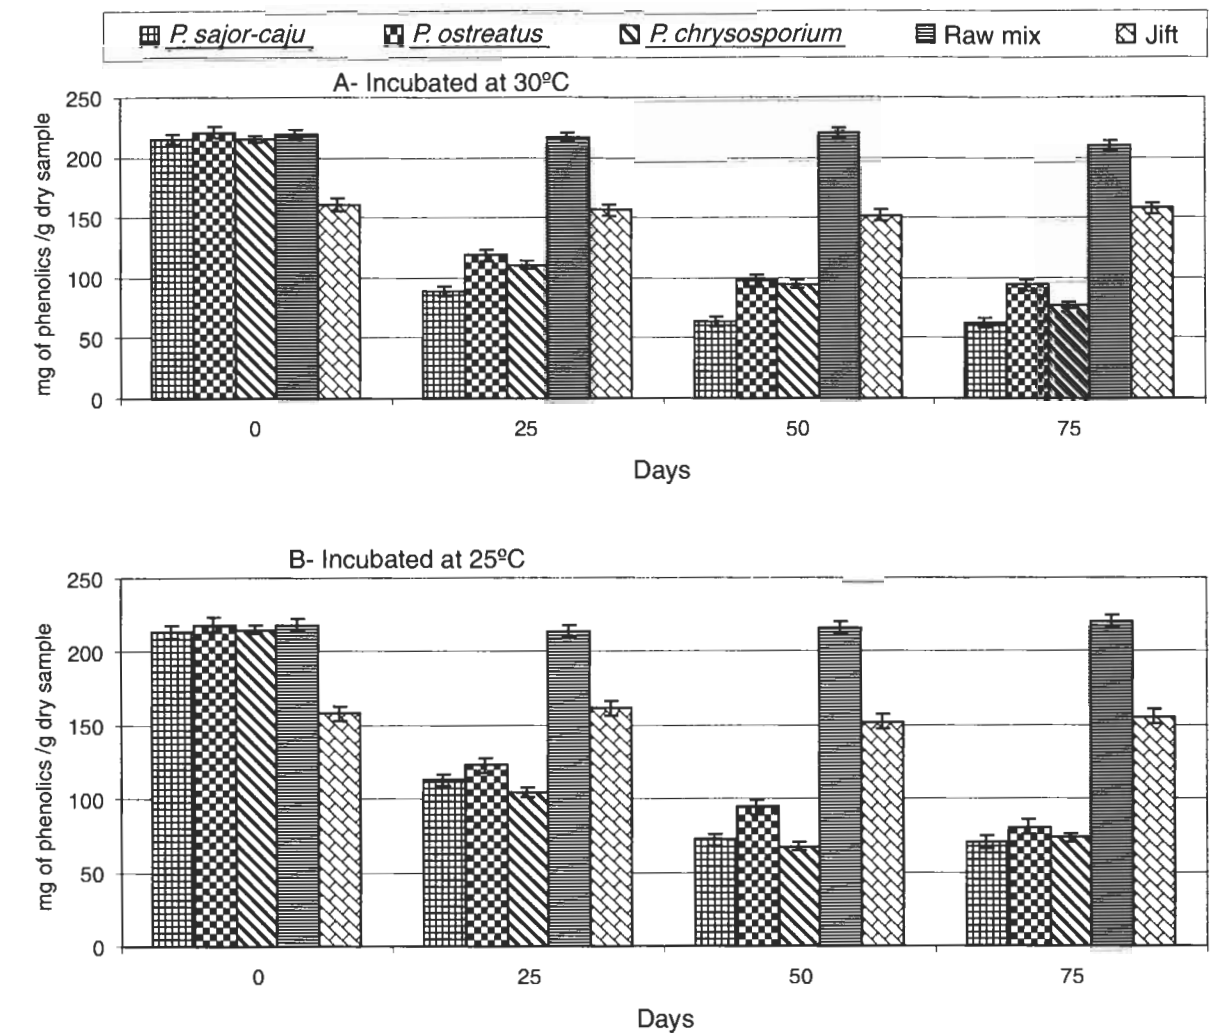 P. sajor-caju P. ostreatus P. chrysosporium Raw mix Jift
A- Incubated at 30ºC
mg of phenolics /g dry sample
250
200
150
100
50
0
0 25 50 75
Days
B- Incubated at 25ºC
mg of phenolics /g dry sample
250
200
150
100
50
0
0 25 50 75
Days